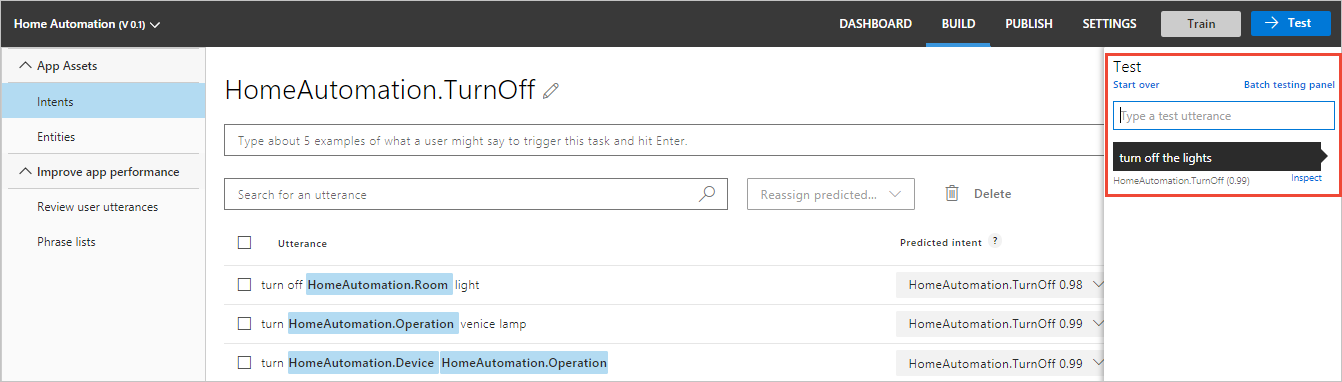 Home Automation (V 0.1) DASHBOARD BUILD PUBLISH SETTINGS Train Test
App Assets
Intents
Entities
Improve app performance
Review user utterances
Phrase lists
HomeAutomation.TurnOff
Type about 5 examples of what a user might say to trigger this task and hit Enter.
Search for an utterance Reassign predicted... Delete
Utterance Predicted intent ?
turn off HomeAutomation.Room light HomeAutomation.TurnOff 0.98
turn HomeAutomation.Operation venice lamp HomeAutomation.TurnOff 0.99
turn HomeAutomation.Device HomeAutomation.Operation HomeAutomation.TurnOff 0.99
Test
Start over Batch testing panel
Type a test utterance
turn off the lights
HomeAutomation.TurnOff (0.99) Inspect